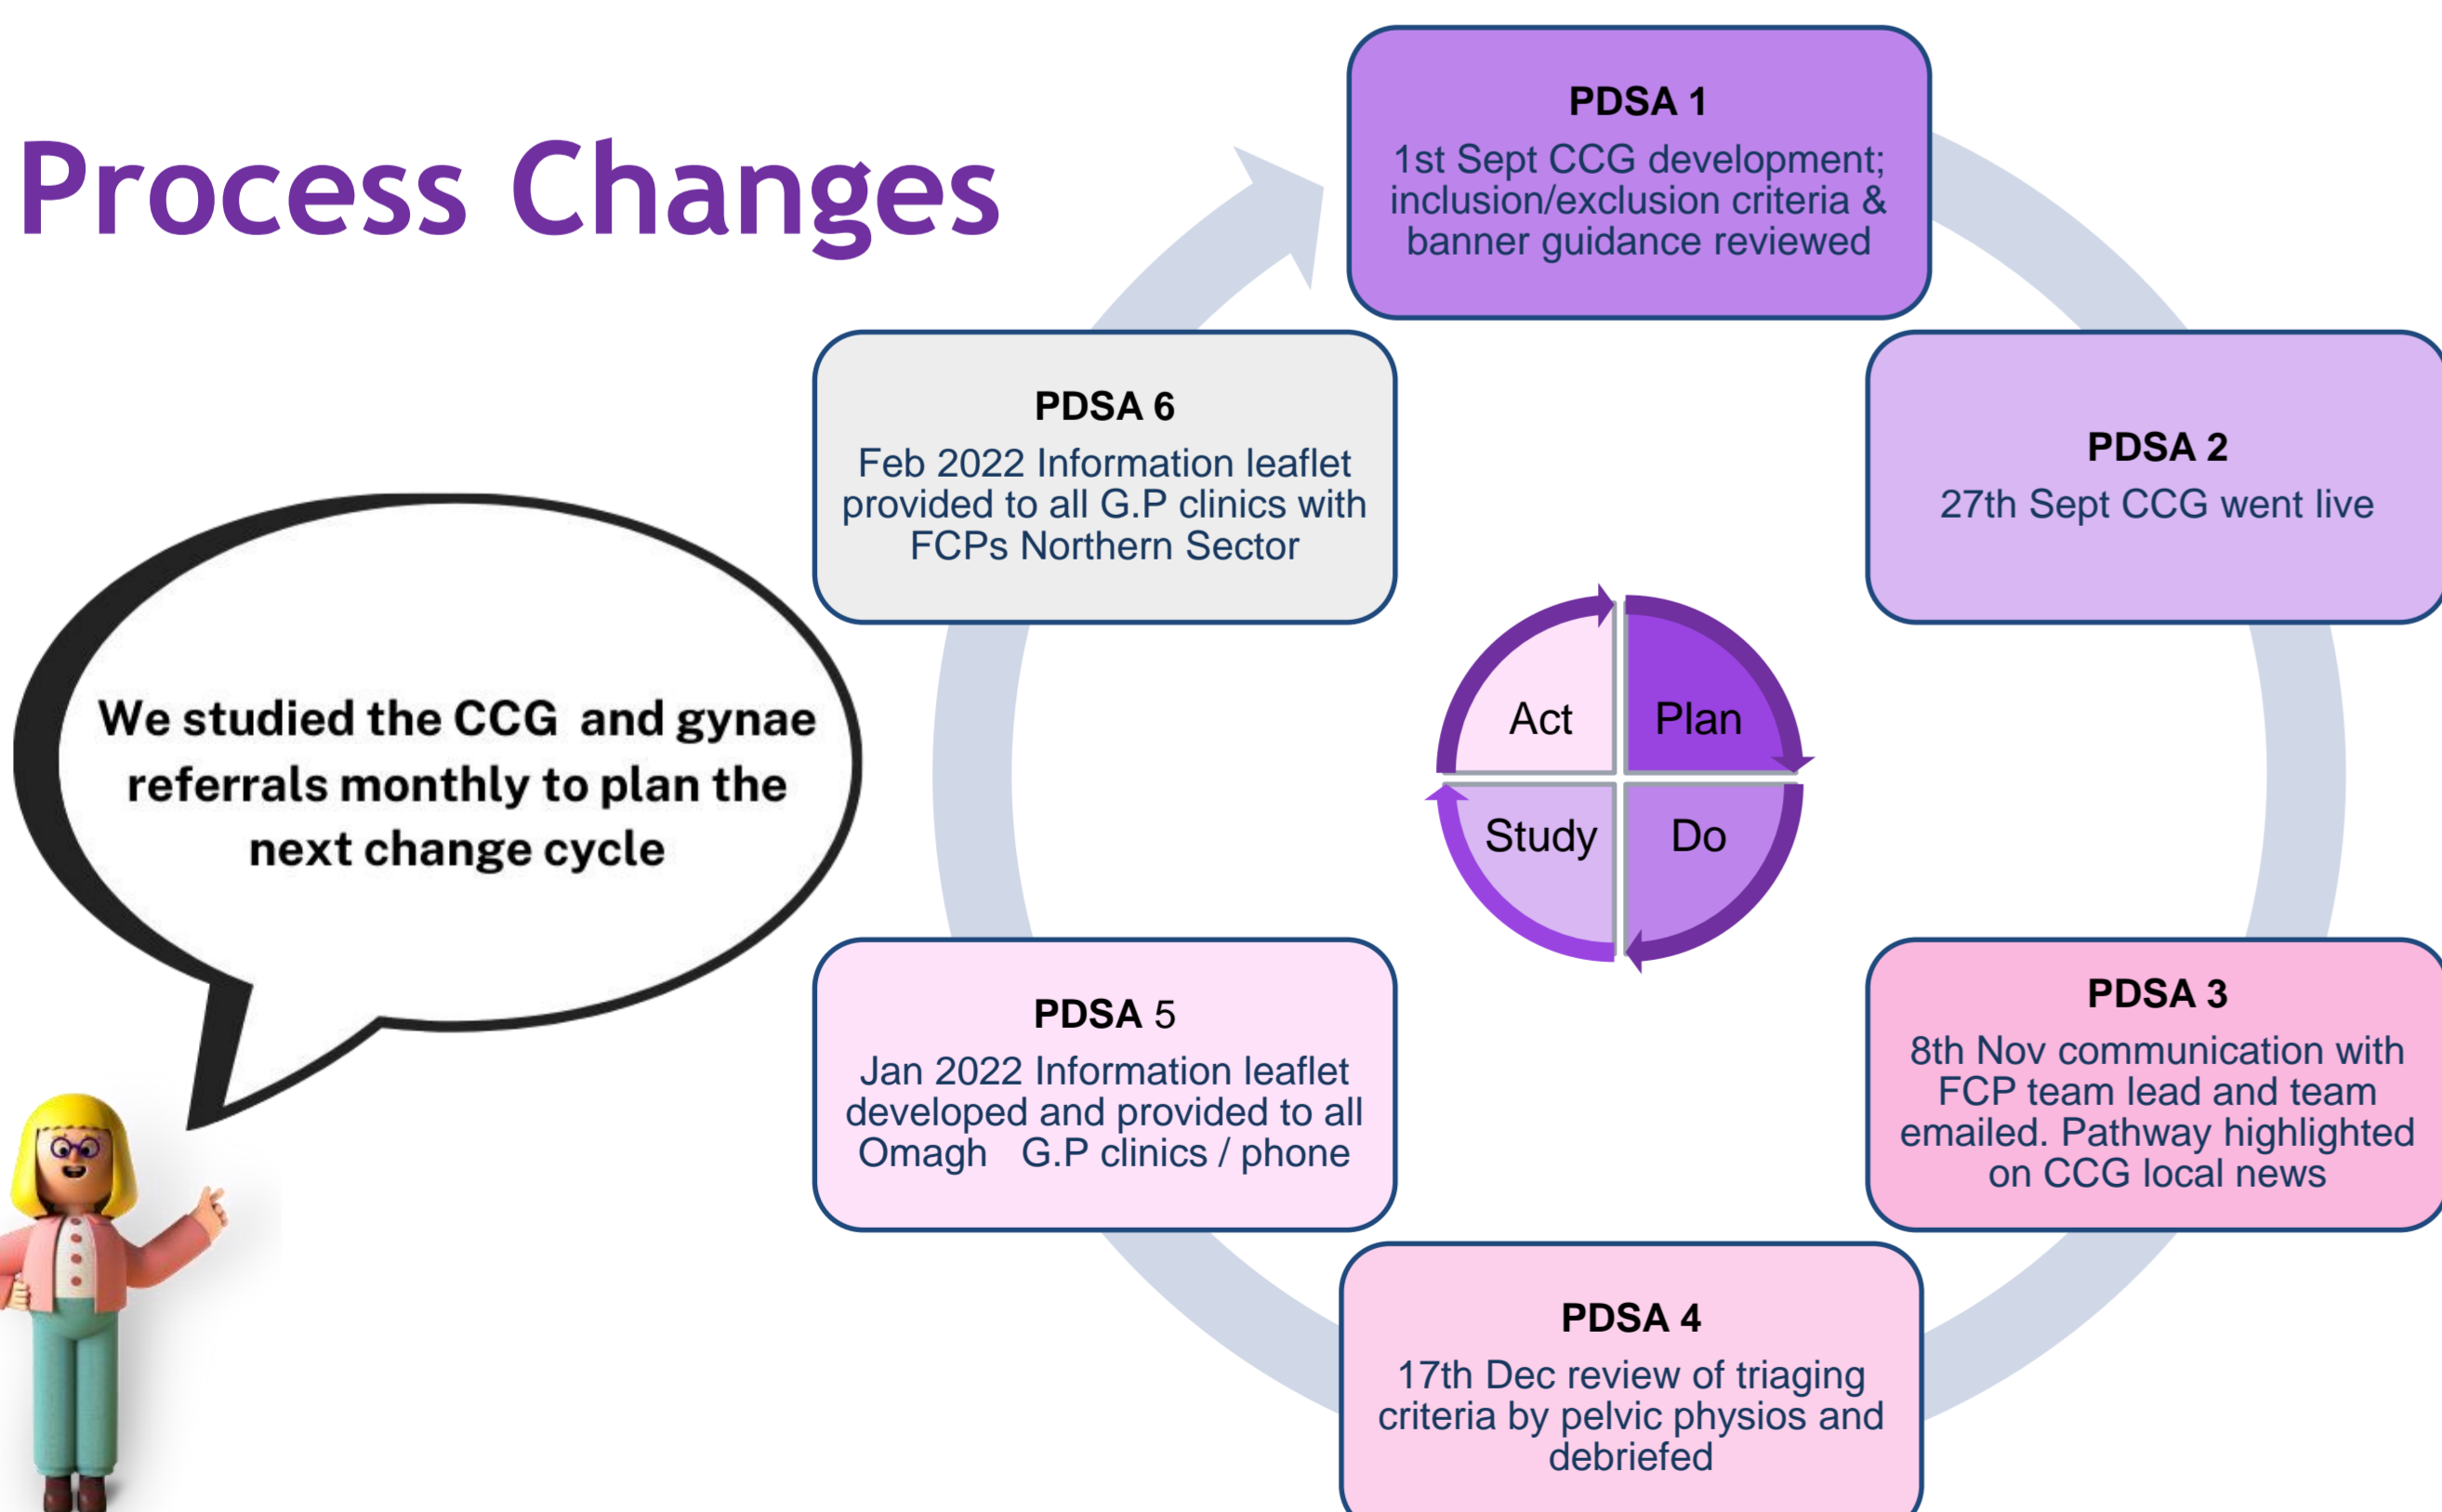 Process Changes
PDSA 1
1st Sept CCG development;
inclusion/exclusion criteria &
banner guidance reviewed
PDSA 2
27th Sept CCG went live
PDSA 3
8th Nov communication with
FCP team lead and team
emailed. Pathway highlighted
on CCG local news
PDSA 4
17th Dec review of triaging
criteria by pelvic physios and
debriefed
PDSA 5
Jan 2022 Information leaflet
developed and provided to all
Omagh   G.P clinics / phone
PDSA 6
Feb 2022 Information leaflet
provided to all G.P clinics with
FCPs Northern Sector
Act
Plan
Study
Do
We studied the CCG  and gynae
referrals monthly to plan the
next change cycle